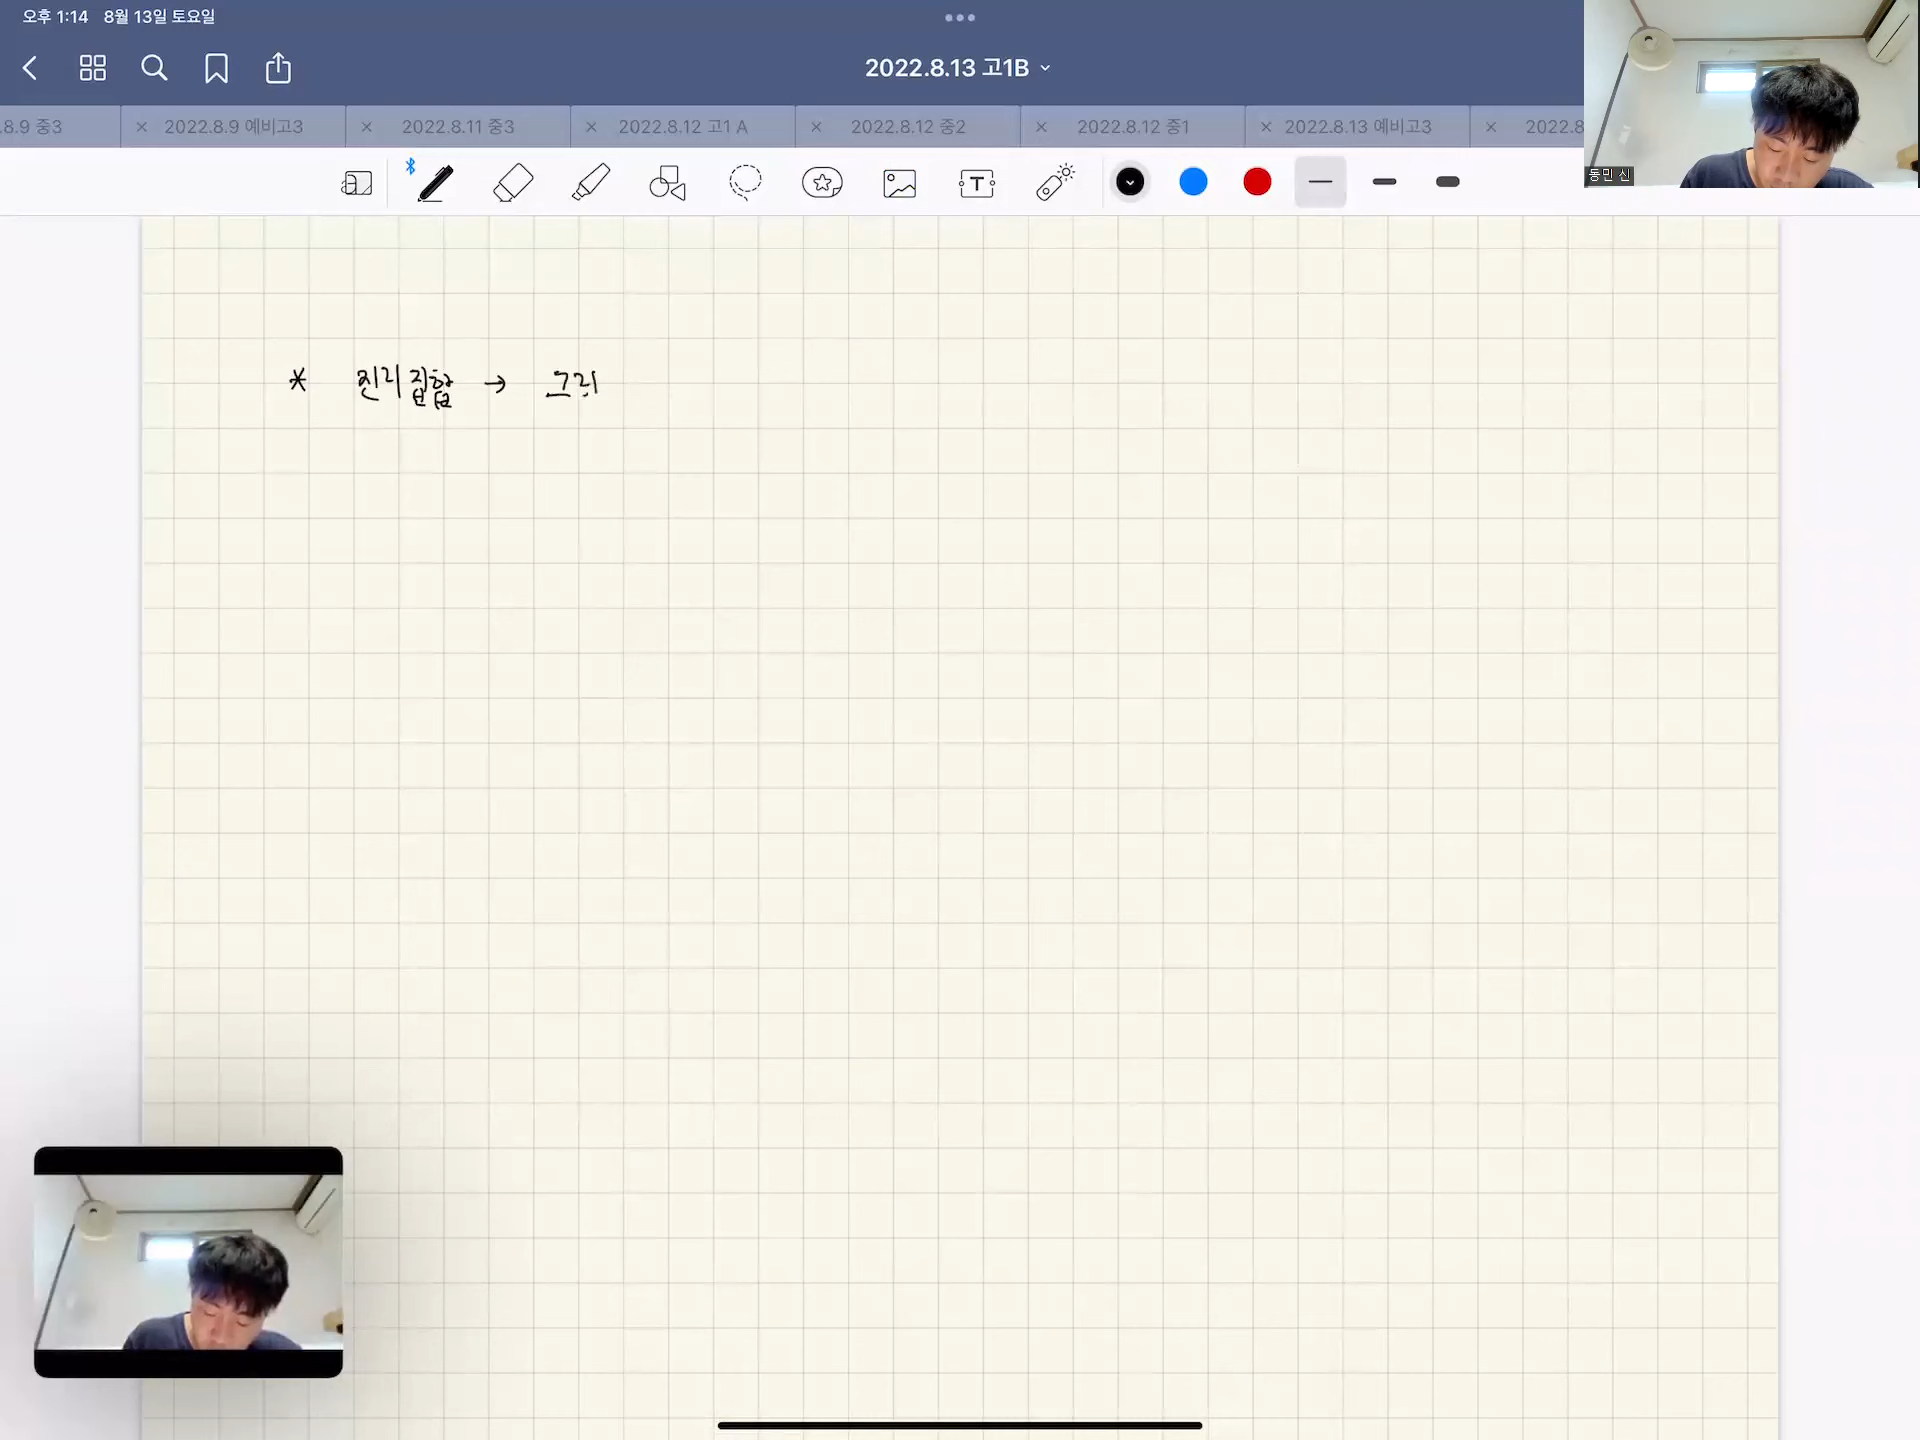 오후 1:14 8월 13일 토요일
2022.8.13 고1B
.8.9 중3
2022.8.9 예비고3
2022.8.11 중3
2022.8.12 고1 A
2022.8.12 중2
2022.8.12 중1
2022.8.13 예비고3
2022.8
동민 신
T
* 진리집합 → 그리